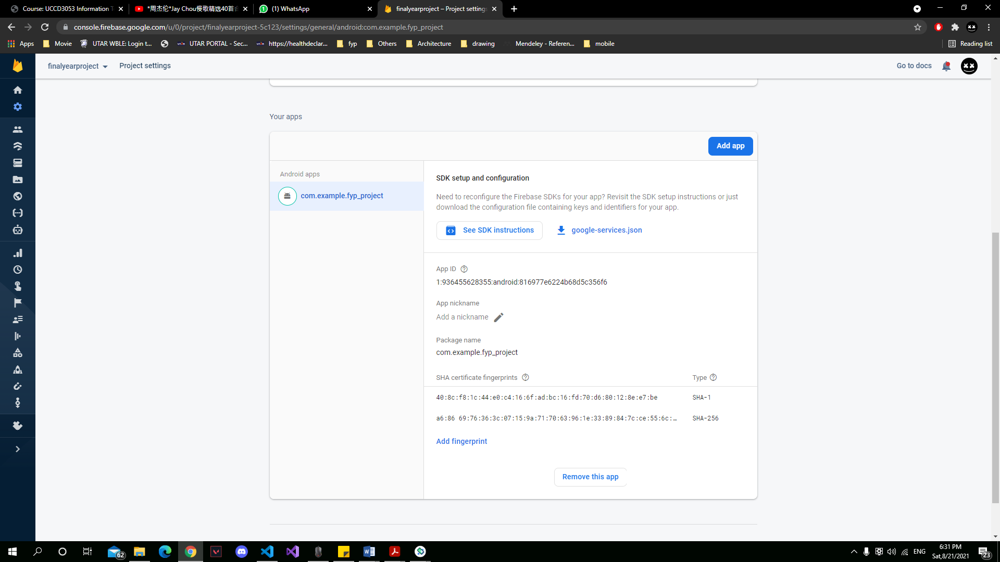 Course: UCCD3053 Information T
*周杰伦*Jay Chou慢歌精选40首合
(1) WhatsApp
finalyearproject – Project settings
console.firebase.google.com/u/0/project/finalyearproject-5c123/settings/general/android:com.example.fyp_project
Apps
Movie
UTAR WBLE: Login t...
UTAR PORTAL - Sec...
https://healthdeclar...
fyp
Others
Architecture
drawing
Mendeley - Referen...
mobile
Reading list
finalyearproject
Project settings
Go to docs
Your apps
Add app
Android apps
com.example.fyp_project
SDK setup and configuration
Need to reconfigure the Firebase SDKs for your app? Revisit the SDK setup instructions or just
download the configuration file containing keys and identifiers for your app.
See SDK instructions
google-services.json
App ID
1:936455628355:android:816977e6224b68d5c356f6
App nickname
Add a nickname
Package name
com.example.fyp_project
SHA certificate fingerprints
Type
40:8c:f8:1c:44:e0:c4:16:6f:ad:bc:16:fd:70:d6:80:12:8e:e7:be
SHA-1
a6:86 69:76:36:3c:07:15:9a:71:70:63:96:1e:33:89:84:7c:ce:55:6c:…
SHA-256
Add fingerprint
Remove this app
62
ENG
6:31 PM
Sat,8/21/2021
23